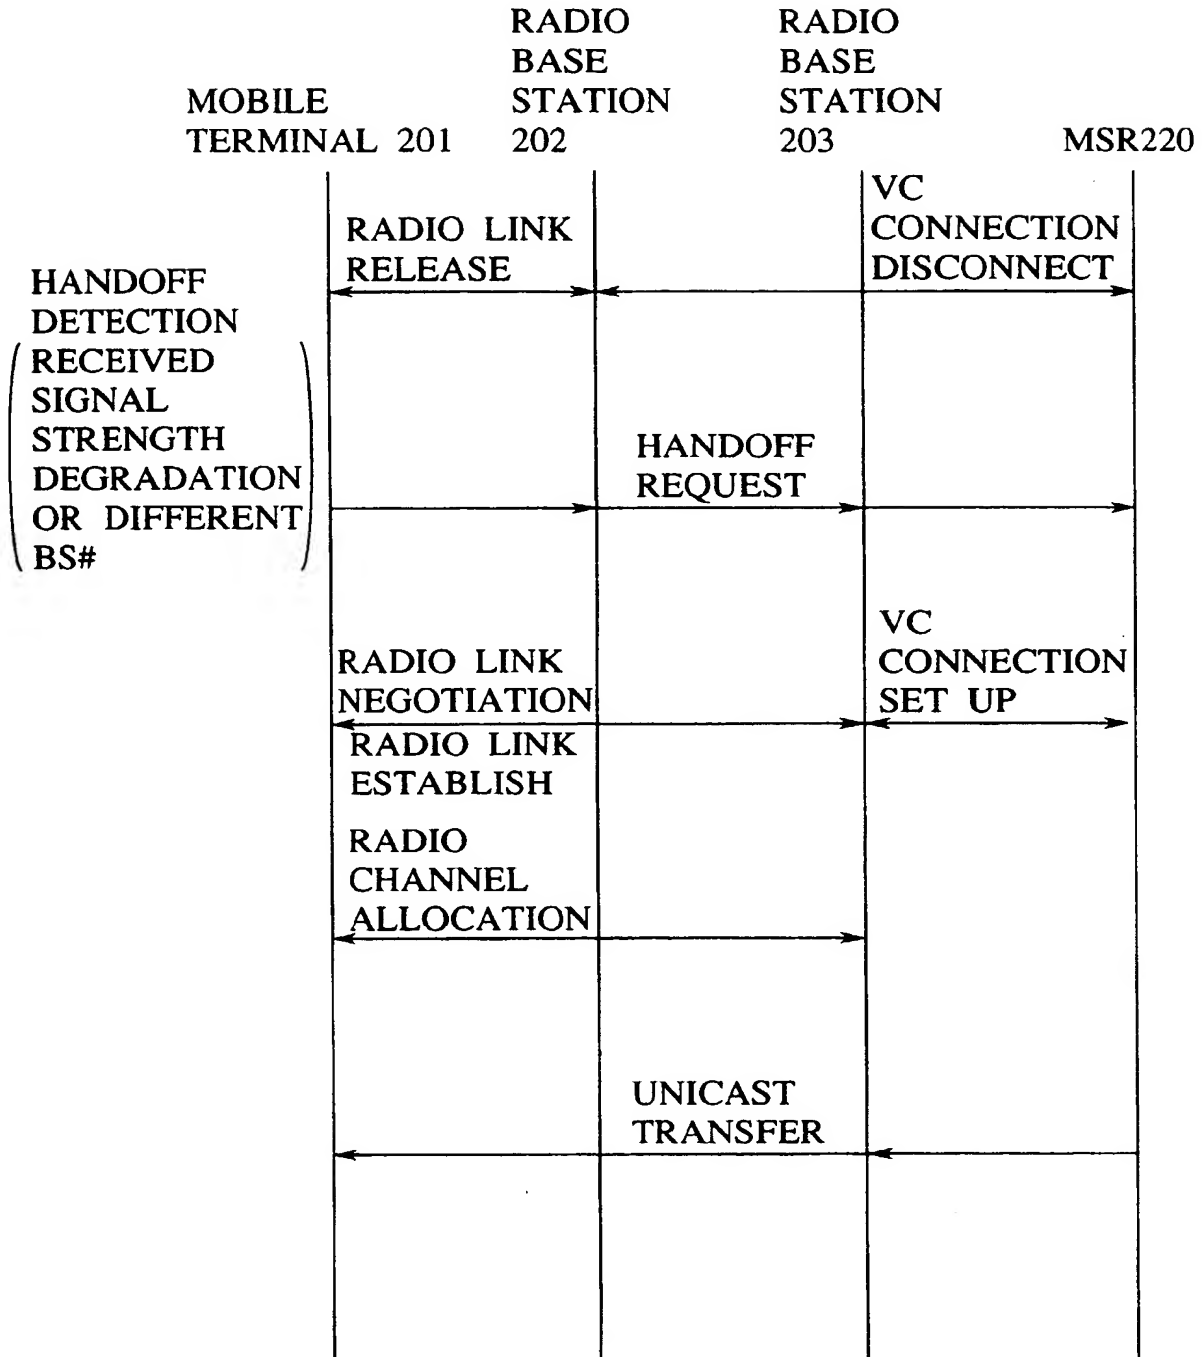 RADIO
BASE
STATION
202
RADIO
BASE
STATION
203
MOBILE
TERMINAL 201
MSR220
RADIO LINK
RELEASE
VC
CONNECTION
DISCONNECT
HANDOFF
DETECTION
RECEIVED
SIGNAL
STRENGTH
DEGRADATION
OR DIFFERENT
BS#
HANDOFF
REQUEST
RADIO LINK
NEGOTIATION
VC
CONNECTION
SET UP
RADIO LINK
ESTABLISH
RADIO
CHANNEL
ALLOCATION
UNICAST
TRANSFER